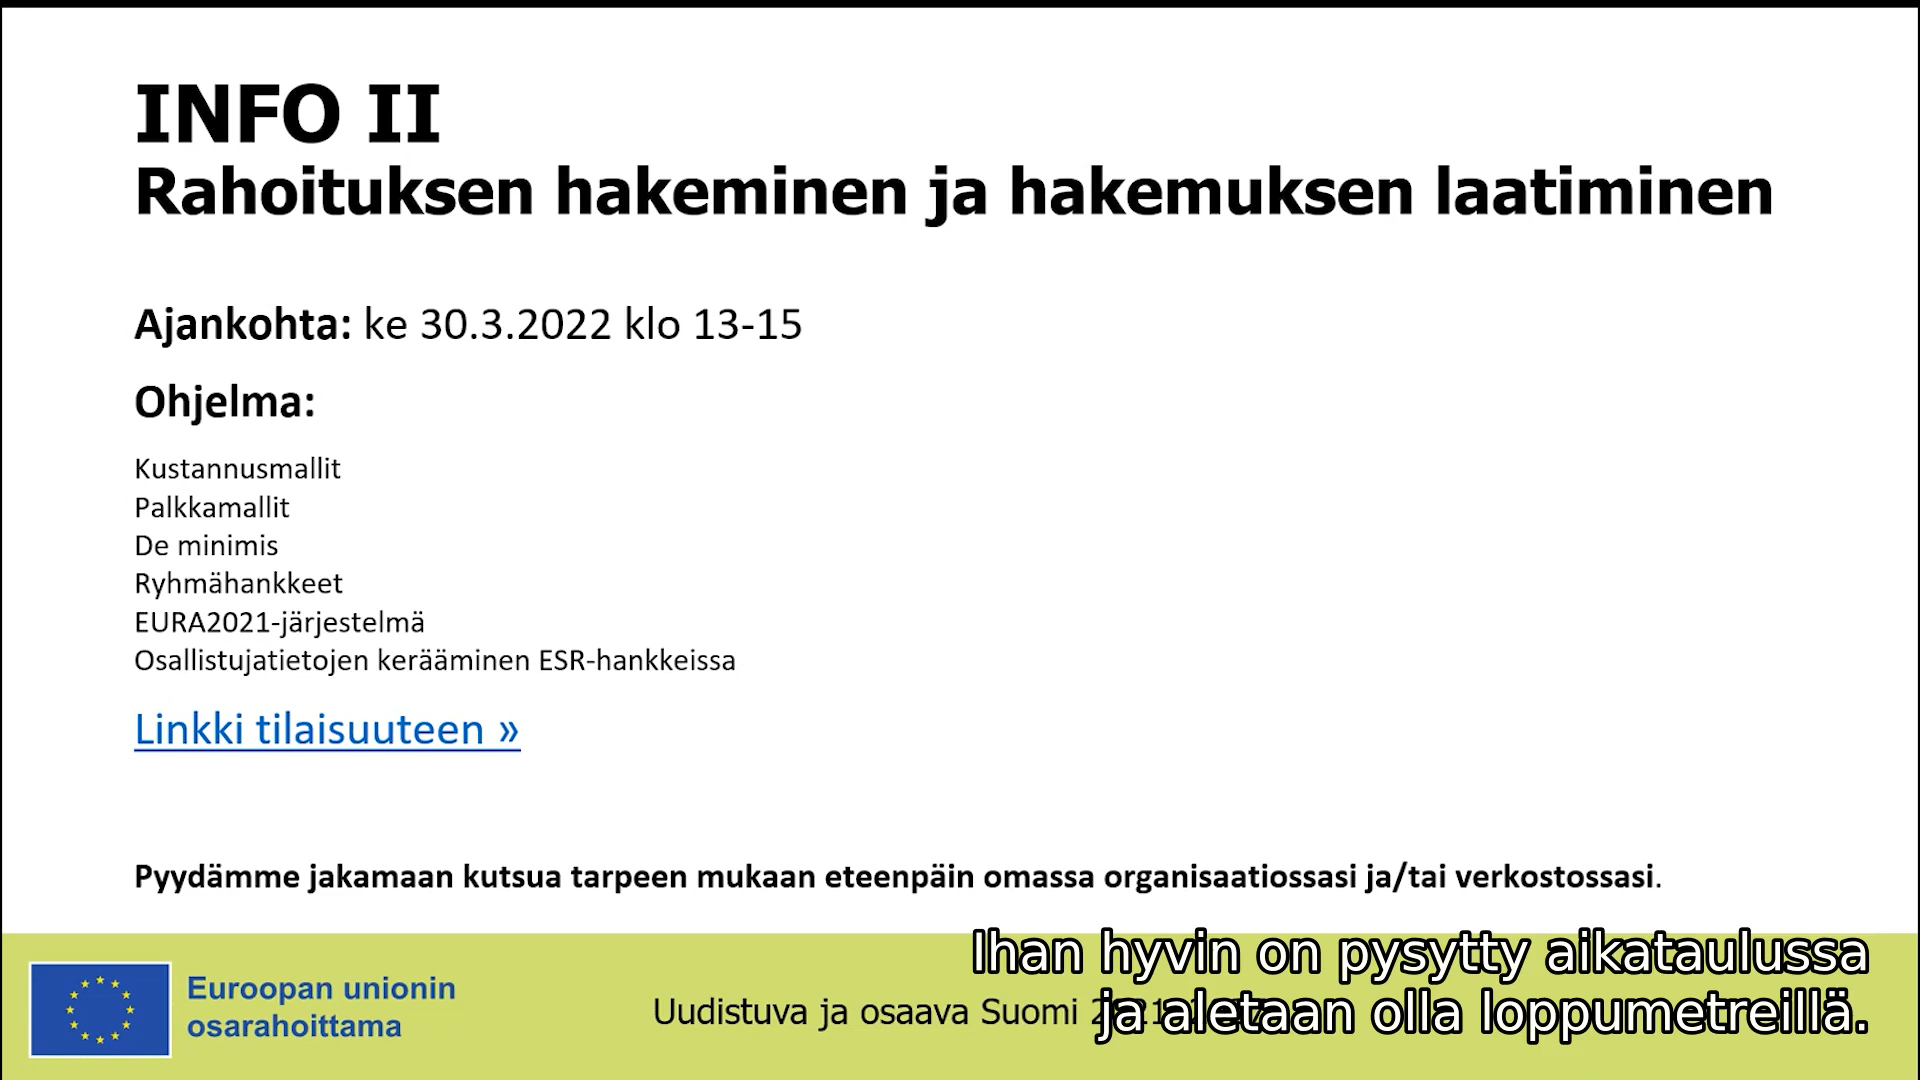 INFO II
Rahoituksen hakeminen ja hakemuksen laatiminen
Ajankohta: ke 30.3.2022 klo 13-15
Ohjelma:
Kustannusmallit
Palkkamallit
De minimis
Ryhmähankkeet
EURA2021-järjestelmä
Osallistujatietojen kerääminen ESR-hankkeissa
Linkki tilaisuuteen »
Pyydämme jakamaan kutsua tarpeen mukaan eteenpäin omassa organisaatiossasi ja/tai verkostossasi.
Euroopan unionin
osarahoittama
Uudistuva ja osaava Suomi
Ihan hyvin on pysytty aikataulussa
ja aletaan olla loppumetreillä.